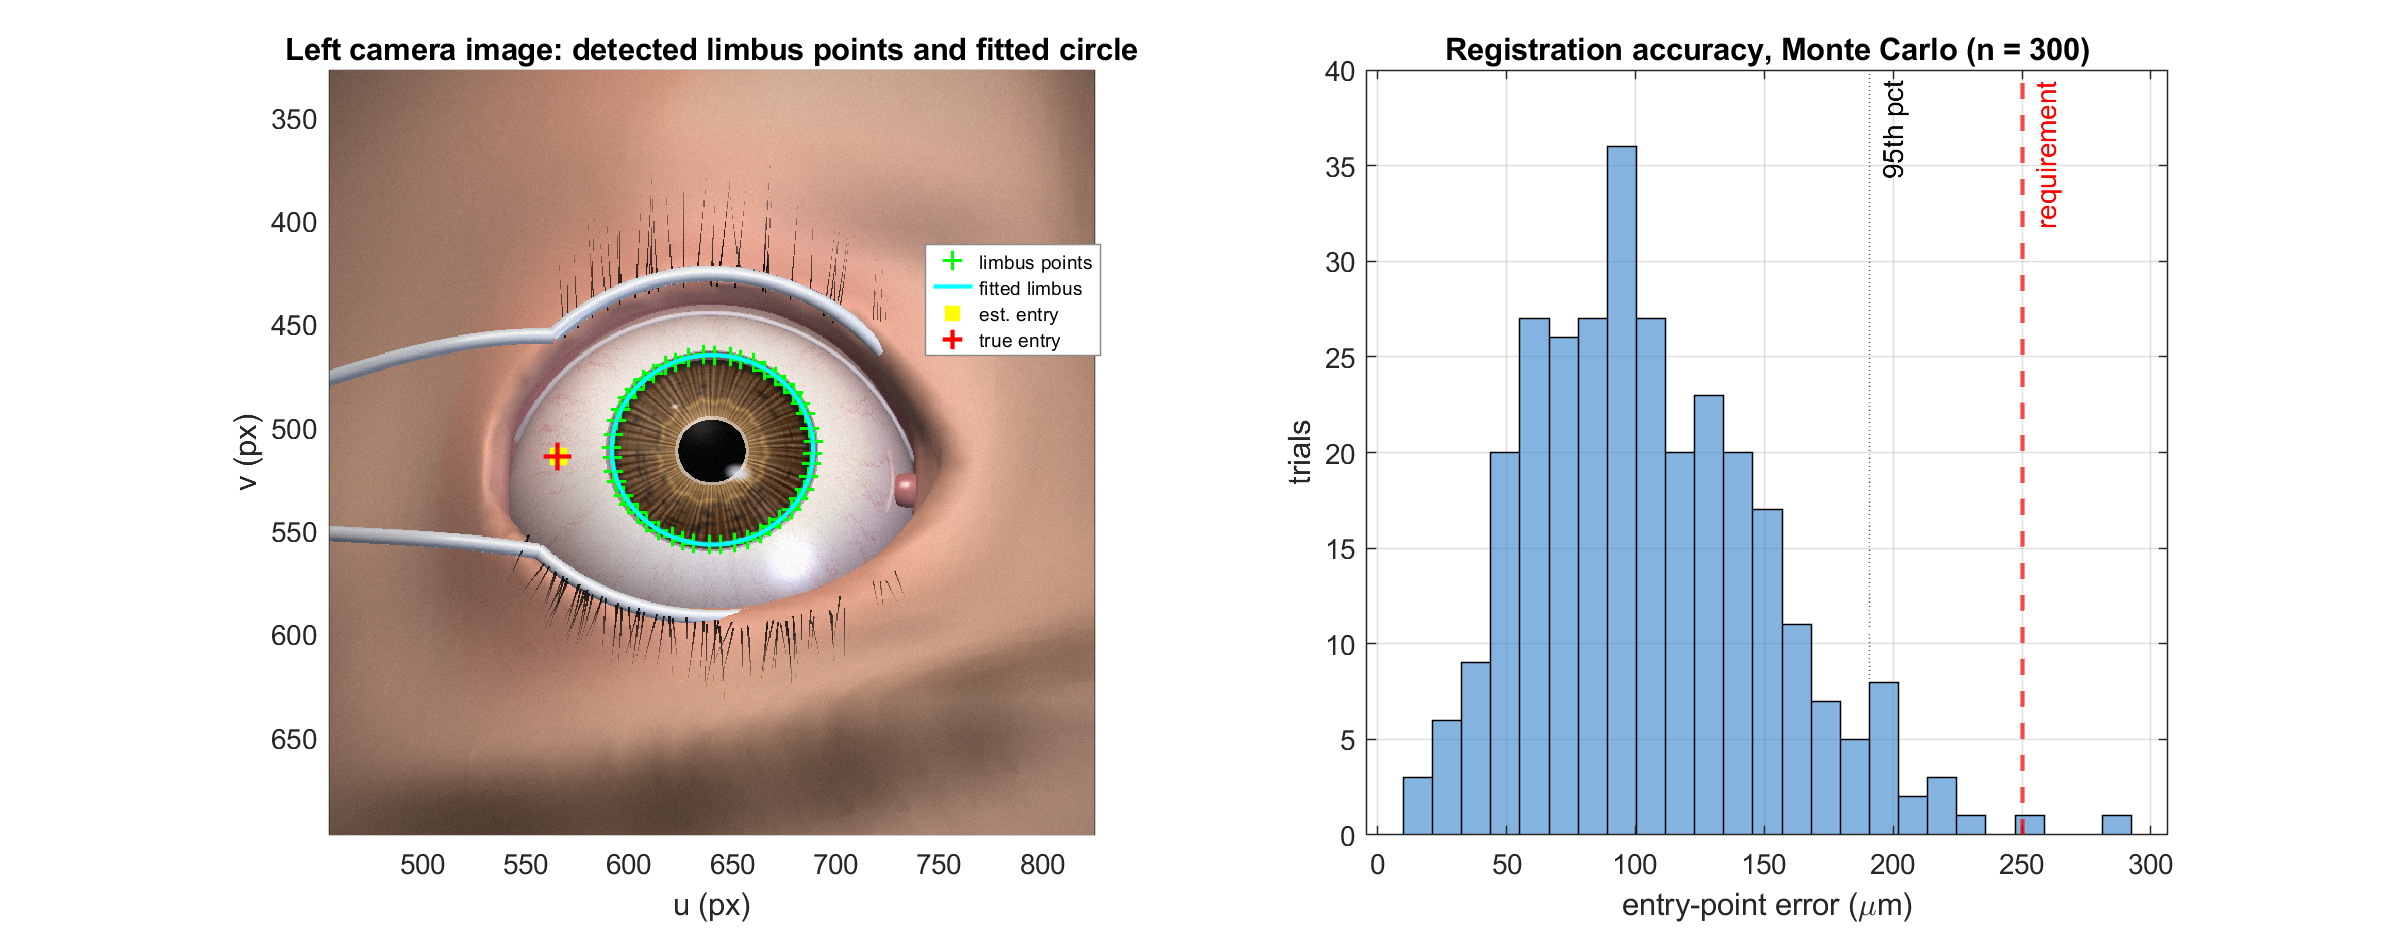 Left camera image: detected limbus points and fitted circle
350
400
450
500
550
600
650
v (px)
500
550
600
650
700
750
800
u (px)
limbus points
fitted limbus
est. entry
true entry
Registration accuracy, Monte Carlo (n = 300)
40
35
30
25
20
15
10
5
0
trials
95th pct
requirement
0
50
100
150
200
250
300
entry-point error (μm)